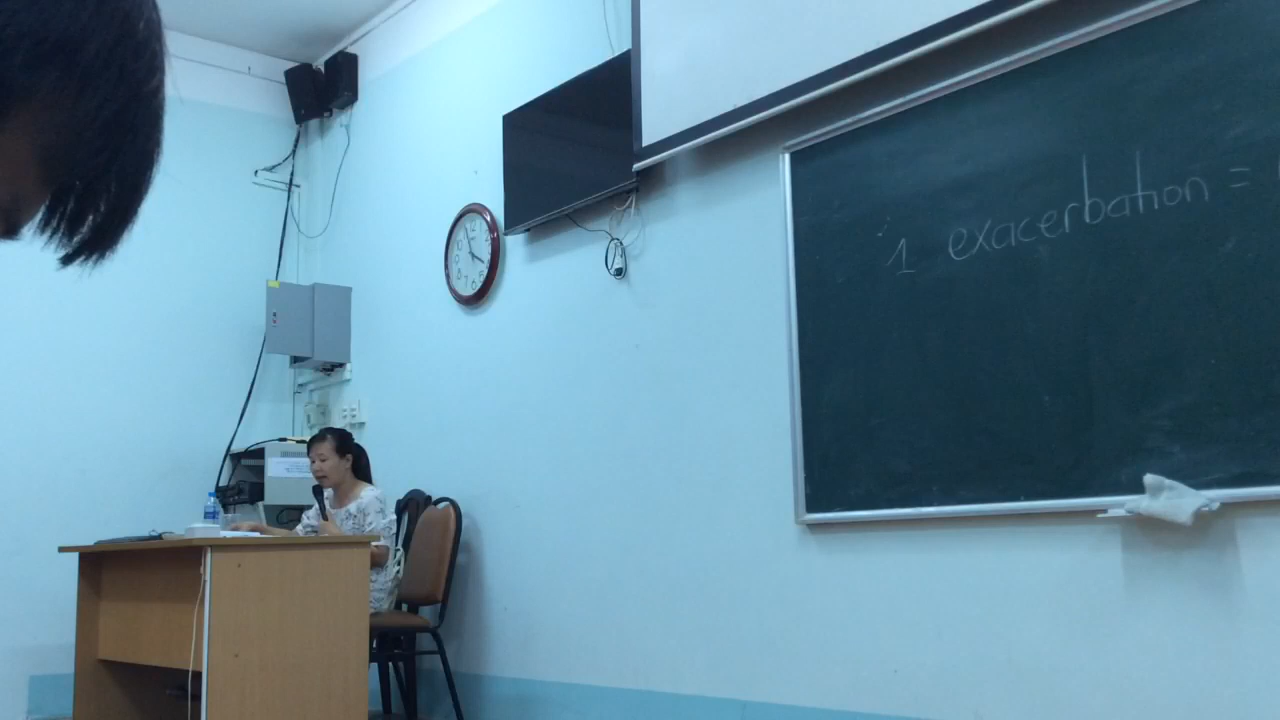 1 exacerbation =